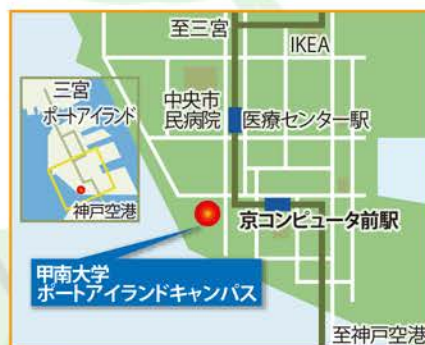 至三宮
IKEA
中央市
民病院
医療センター駅
三宮
ポートアイランド
神戸空港
京コンピュータ前駅
甲南大学
ポートアイランドキャンパス
至神戸空港